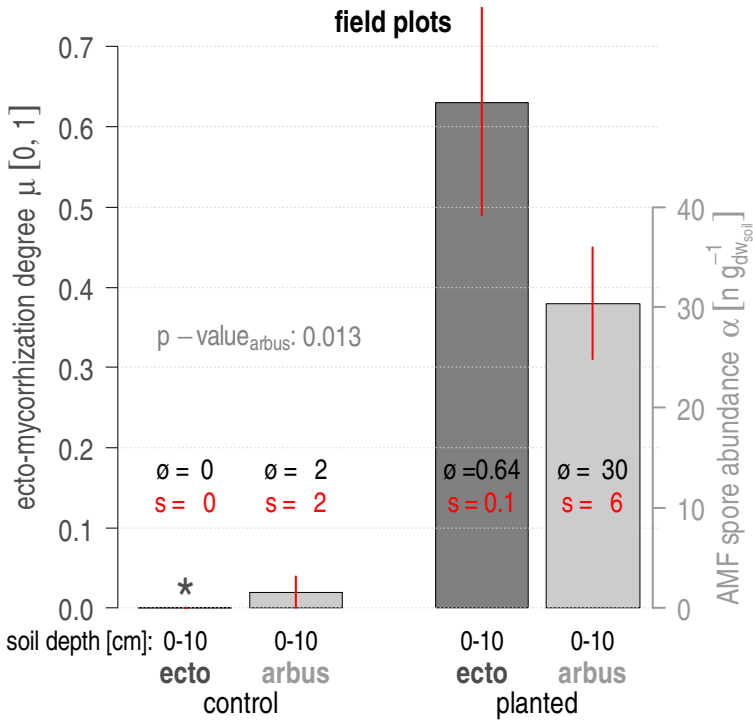 field plots
ecto-mycorrhization degree μ [0, 1]
0.7
0.6
0.5
0.4
0.3
0.2
0.1
0.0
p − value_arbus: 0.013
ø = 0
s = 0
ø = 2
s = 2
ø =0.64
s = 0.1
ø = 30
s = 6
*
40
30
20
10
0
AMF spore abundance α [n g⁻¹_dw_soil]
soil depth [cm]: 0-10 0-10 0-10 0-10
ecto arbus ecto arbus
control planted